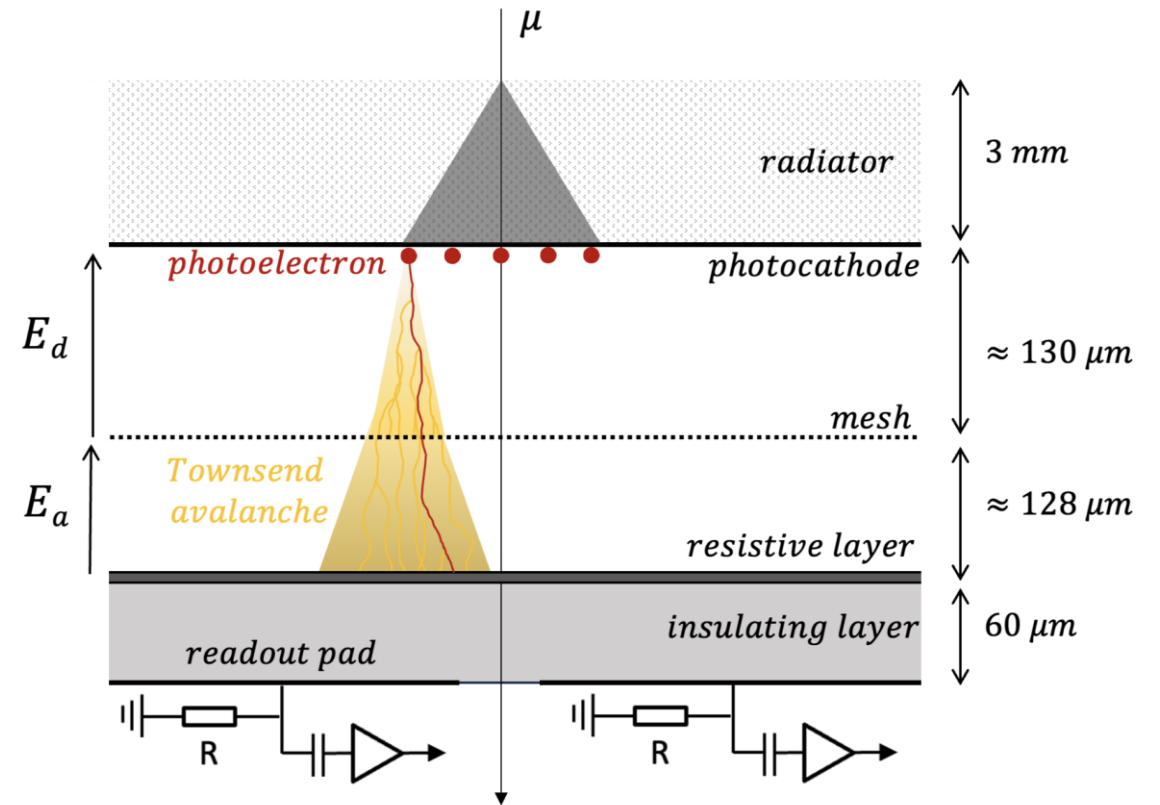 μ
radiator
3 mm
photoelectron
photocathode
E_d
≈ 130 μm
mesh
Townsend
avalanche
E_a
≈ 128 μm
resistive layer
insulating layer
60 μm
readout pad
R
R